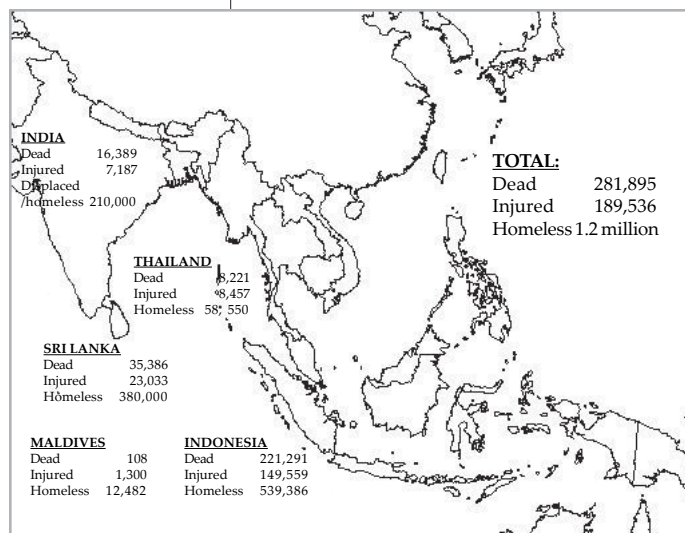 INDIA
Dead 16,389
Injured 7,187
Displaced
/homeless 210,000
TOTAL:
Dead 281,895
Injured 189,536
Homeless 1.2 million
THAILAND
Dead 8,221
Injured 8,457
Homeless 58, 550
SRI LANKA
Dead 35,386
Injured 23,033
Homeless 380,000
MALDIVES
Dead 108
Injured 1,300
Homeless 12,482
INDONESIA
Dead 221,291
Injured 149,559
Homeless 539,386